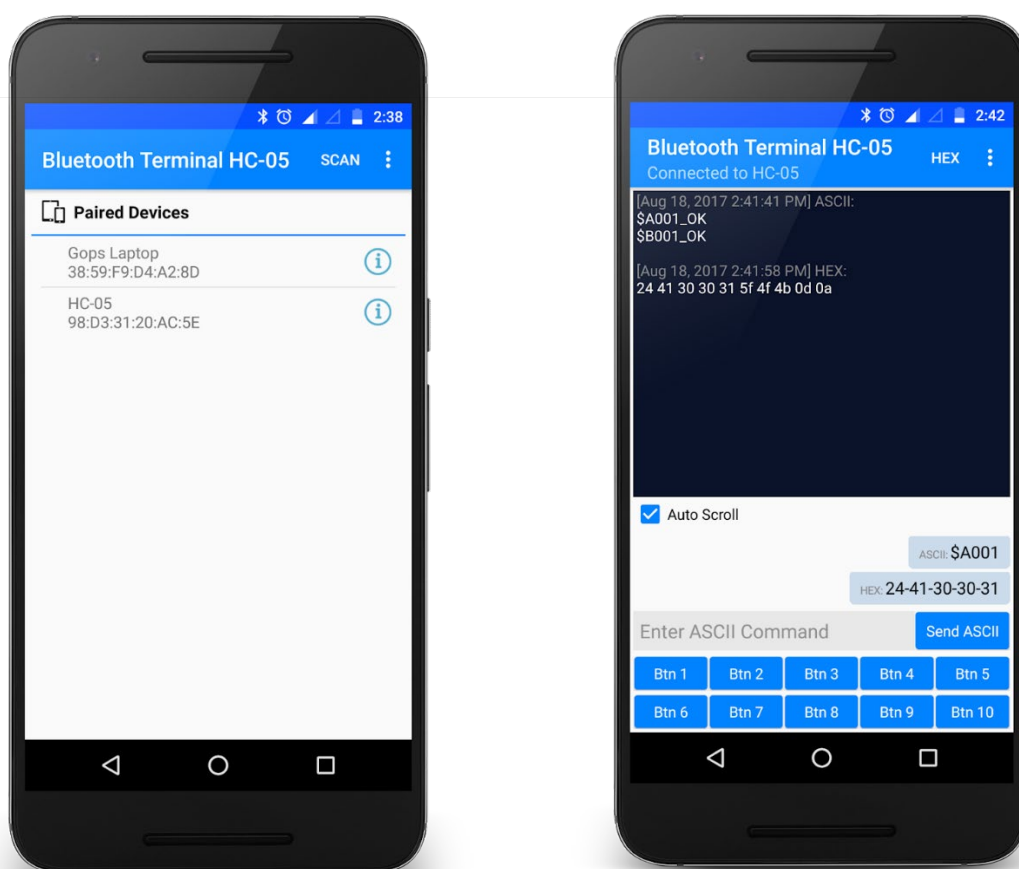 2:38
Bluetooth Terminal HC-05 SCAN
Paired Devices
Gops Laptop
38:59:F9:D4:A2:8D
HC-05
98:D3:31:20:AC:5E
2:42
Bluetooth Terminal HC-05 HEX
Connected to HC-05
[Aug 18, 2017 2:41:41 PM] ASCII:
$A001_OK
$B001_OK
[Aug 18, 2017 2:41:58 PM] HEX:
24 41 30 30 31 5f 4f 4b 0d 0a
Auto Scroll
ASCII: $A001
HEX: 24-41-30-30-31
Enter ASCII Command Send ASCII
Btn 1 Btn 2 Btn 3 Btn 4 Btn 5
Btn 6 Btn 7 Btn 8 Btn 9 Btn 10